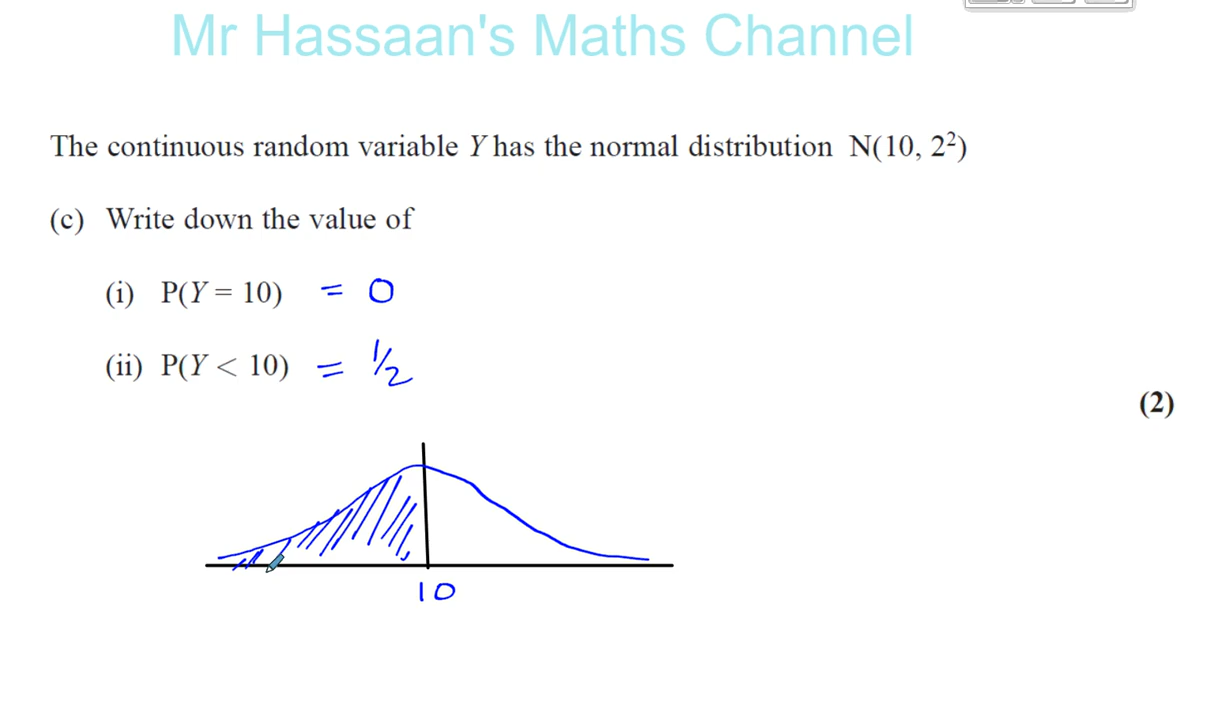 Mr Hassaan's Maths Channel
The continuous random variable Y has the normal distribution N(10, 2²)
(c) Write down the value of
(i) P(Y = 10) = 0
(ii) P(Y < 10) = 1/2
(2)
10